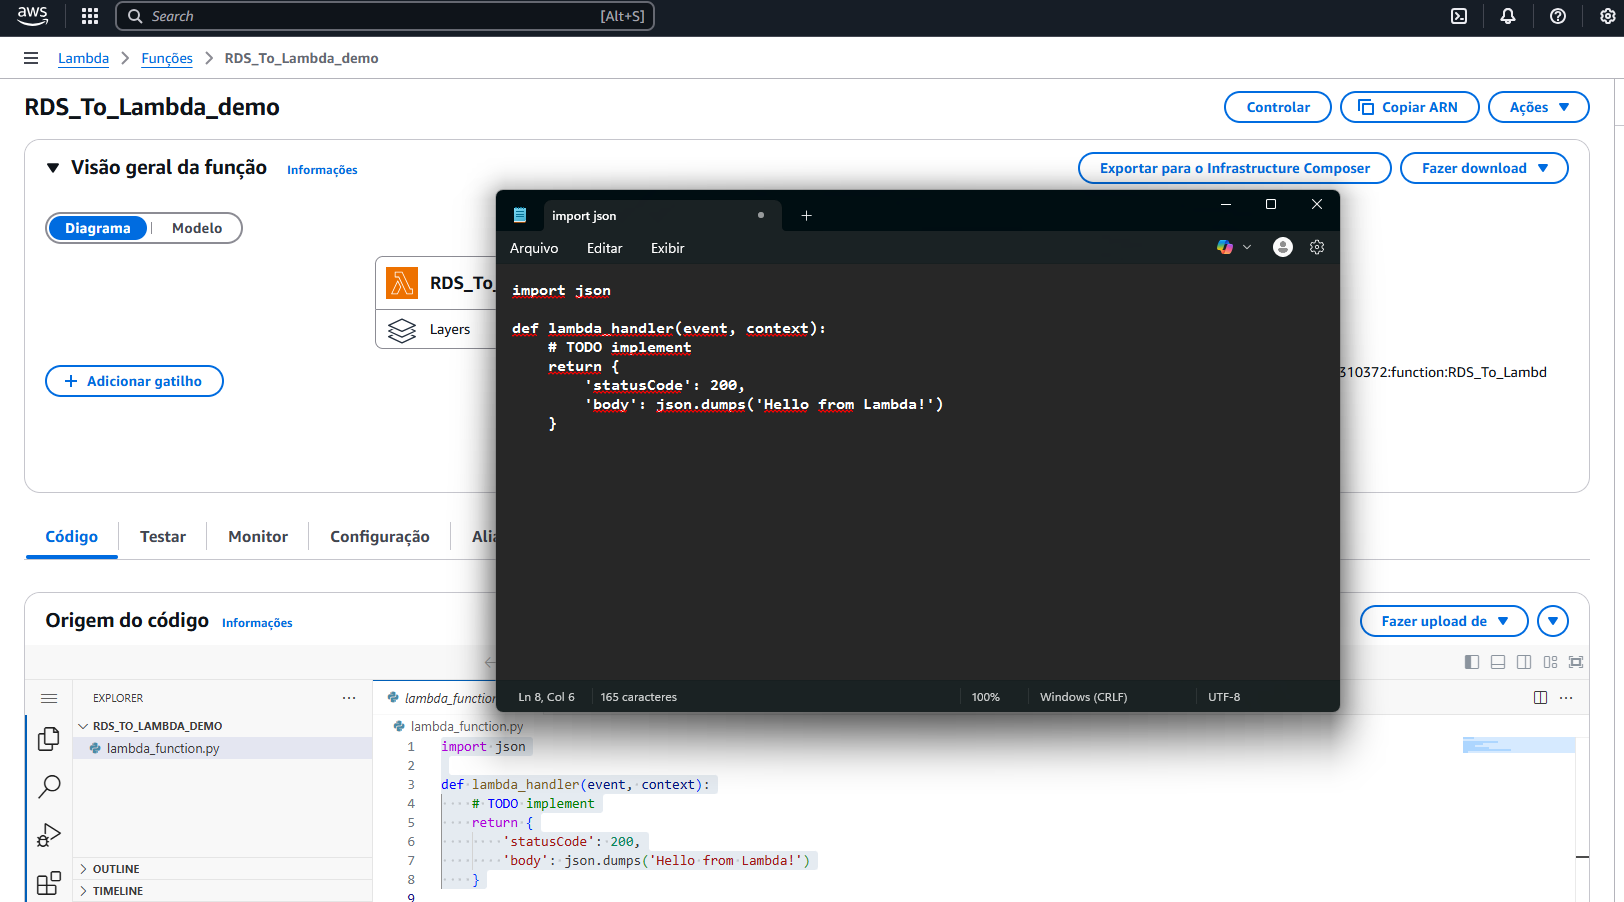 aws
Search
[Alt+S]
Lambda
Funções
RDS_To_Lambda_demo
RDS_To_Lambda_demo
Controlar
Copiar ARN
Ações
Visão geral da função
Informações
Exportar para o Infrastructure Composer
Fazer download
Diagrama
Modelo
RDS_To_
Layers
Adicionar gatilho
310372:function:RDS_To_Lambd
import json
Arquivo
Editar
Exibir
import json
def lambda_handler(event, context):
    # TODO implement
    return {
        'statusCode': 200,
        'body': json.dumps('Hello from Lambda!')
    }
Ln 8, Col 6
165 caracteres
100%
Windows (CRLF)
UTF-8
Código
Testar
Monitor
Configuração
Alia
Origem do código
Informações
Fazer upload de
EXPLORER
RDS_TO_LAMBDA_DEMO
lambda_function.py
OUTLINE
TIMELINE
lambda_function
lambda_function.py
1 import json
2
3 def lambda_handler(event, context):
4     # TODO implement
5     return {
6         'statusCode': 200,
7         'body': json.dumps('Hello from Lambda!')
8     }
9